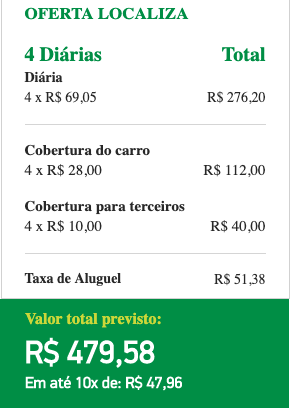 OFERTA LOCALIZA
4 Diárias Total
Diária
4 x R$ 69,05 R$ 276,20
Cobertura do carro
4 x R$ 28,00 R$ 112,00
Cobertura para terceiros
4 x R$ 10,00 R$ 40,00
Taxa de Aluguel R$ 51,38
Valor total previsto:
R$ 479,58
Em até 10x de: R$ 47,96